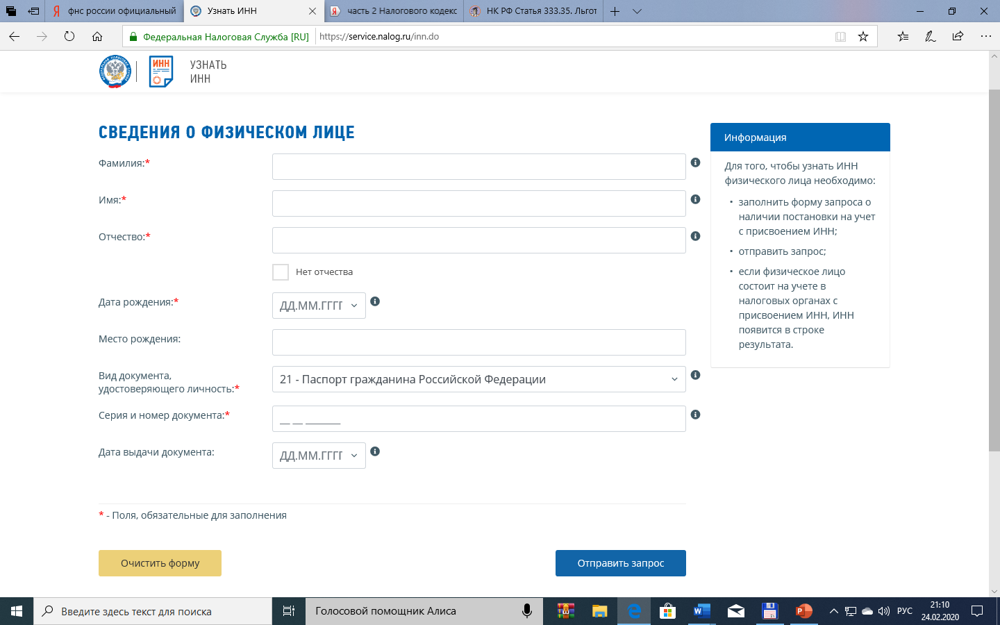 фнс россии официальный
Узнать ИНН
часть 2 Налогового кодекс
НК РФ Статья 333.35. Льгот
Федеральная Налоговая Служба [RU]
https://service.nalog.ru/inn.do
ИНН
УЗНАТЬ
ИНН
СВЕДЕНИЯ О ФИЗИЧЕСКОМ ЛИЦЕ
Фамилия:*
Имя:*
Отчество:*
Нет отчества
Дата рождения:*
ДД.ММ.ГГГГ
Место рождения:
Вид документа,
удостоверяющего личность:*
21 - Паспорт гражданина Российской Федерации
Серия и номер документа:*
__ __ _______
Дата выдачи документа:
ДД.ММ.ГГГГ
* - Поля, обязательные для заполнения
Очистить форму
Отправить запрос
Информация
Для того, чтобы узнать ИНН
физического лица необходимо:
• заполнить форму запроса о
наличии постановки на учет
с присвоением ИНН;
• отправить запрос;
• если физическое лицо
состоит на учете в
налоговых органах с
присвоением ИНН, ИНН
появится в строке
результата.
Введите здесь текст для поиска
Голосовой помощник Алиса
РУС
21:10
24.02.2020